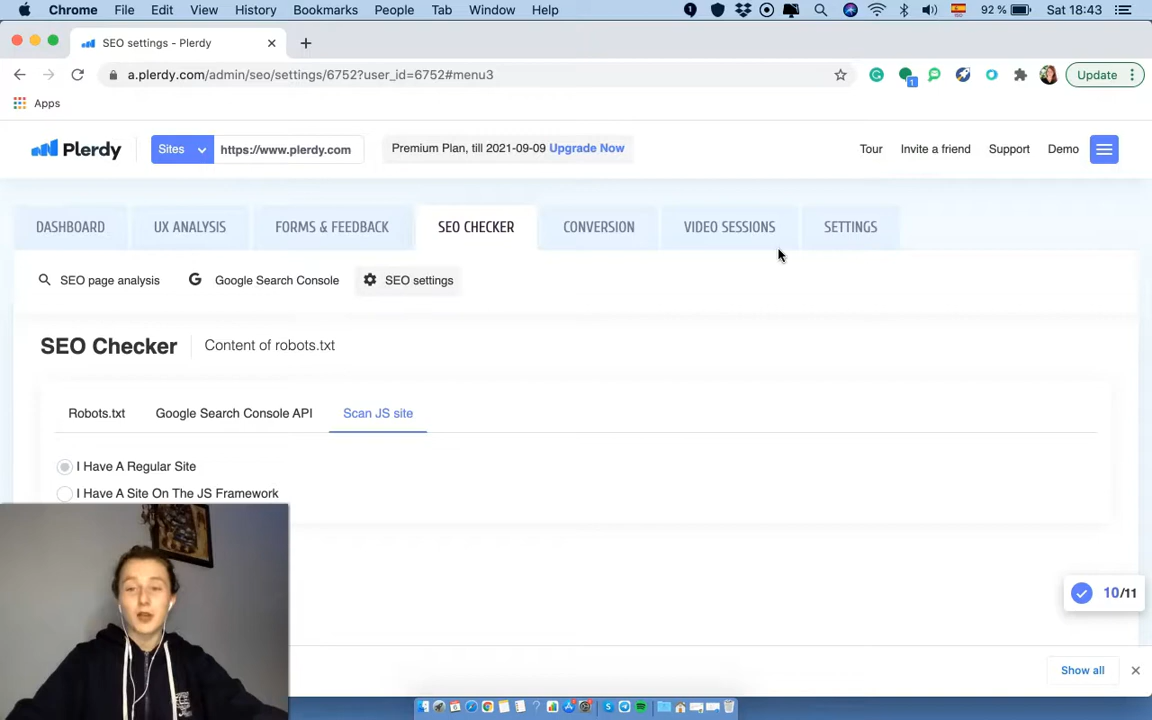 Chrome File Edit View History Bookmarks People Tab Window Help 92 % Sat 18:43
SEO settings - Plerdy
a.plerdy.com/admin/seo/settings/6752?user_id=6752#menu3
1
Update
Apps
Plerdy Sites https://www.plerdy.com Premium Plan, till 2021-09-09 Upgrade Now Tour Invite a friend Support Demo
DASHBOARD UX ANALYSIS FORMS & FEEDBACK SEO CHECKER CONVERSION VIDEO SESSIONS SETTINGS
SEO page analysis Google Search Console SEO settings
SEO Checker Content of robots.txt
Robots.txt Google Search Console API Scan JS site
I Have A Regular Site
I Have A Site On The JS Framework
10/11
Show all